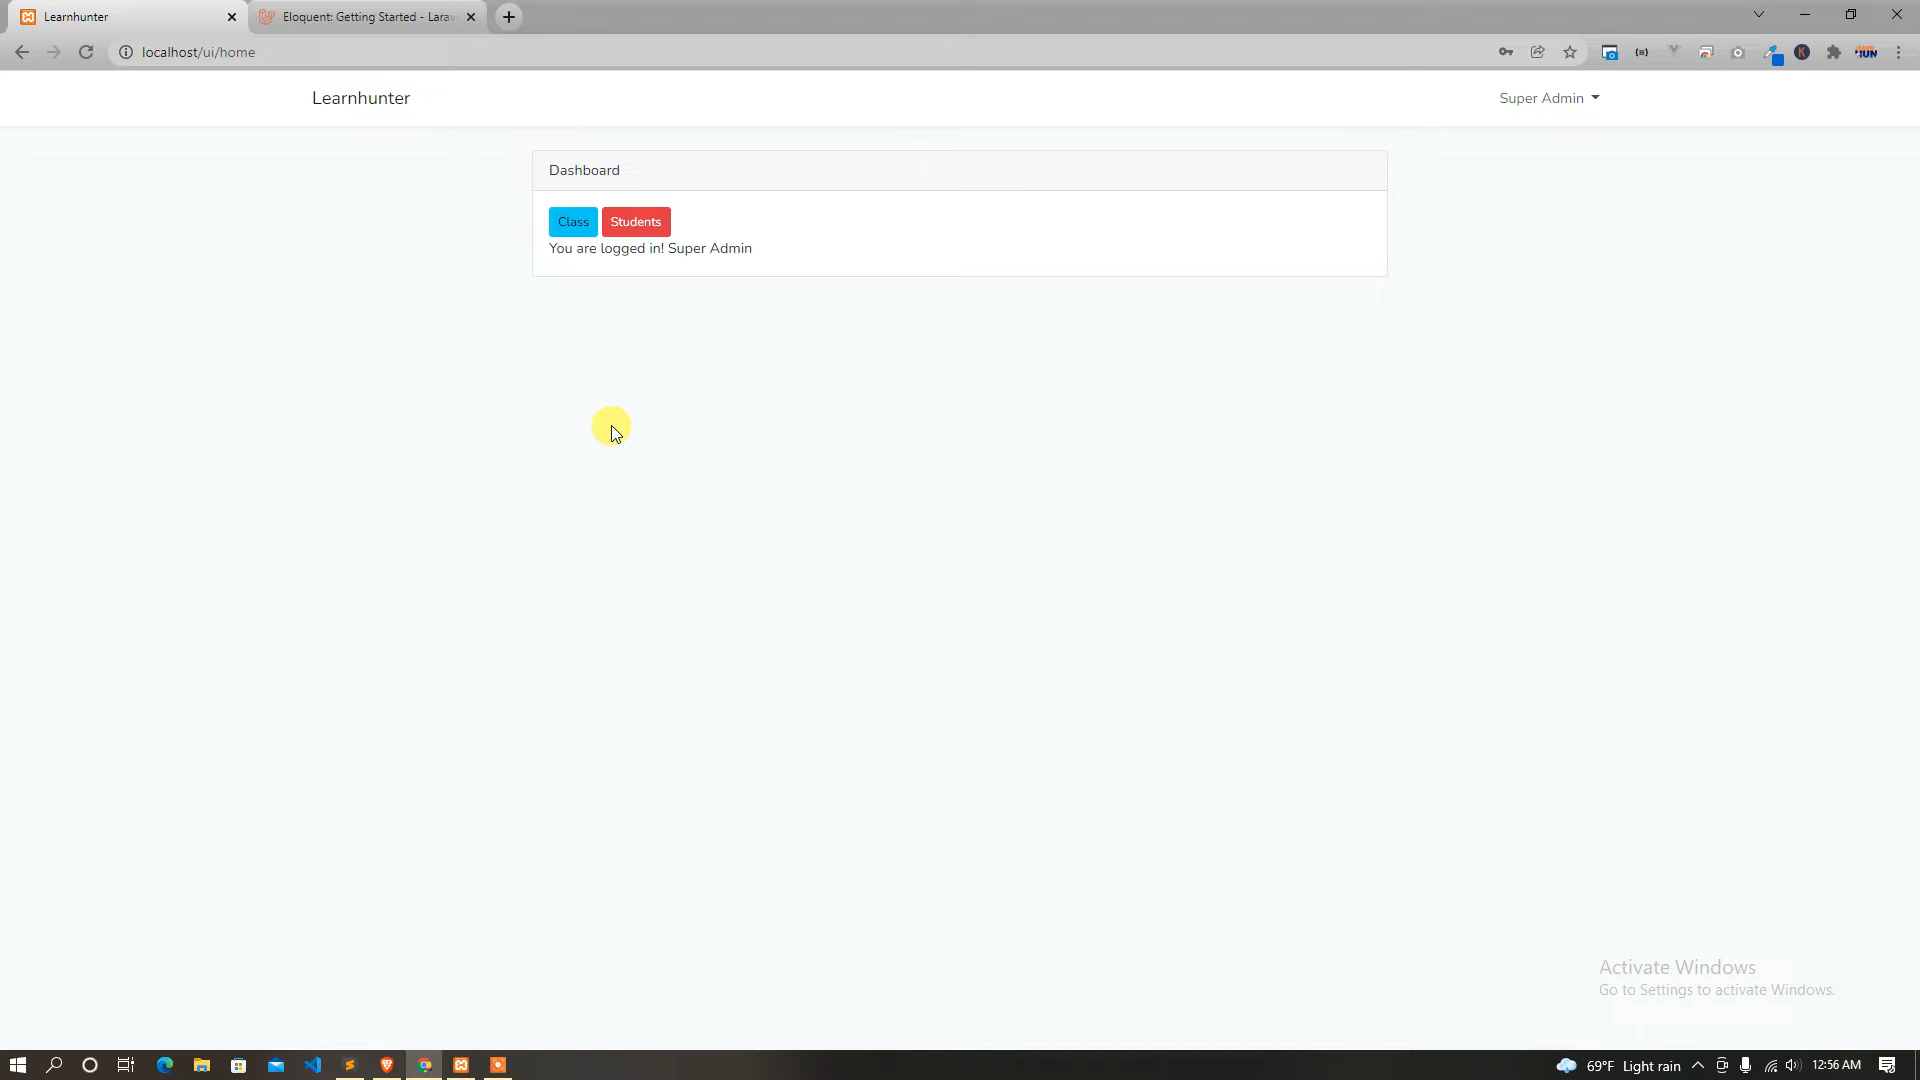 Learnhunter
Eloquent: Getting Started - Larav
localhost/ui/home
Learnhunter
Super Admin
Dashboard
Class
Students
You are logged in! Super Admin
Activate Windows
Go to Settings to activate Windows.
69°F Light rain
12:56 AM